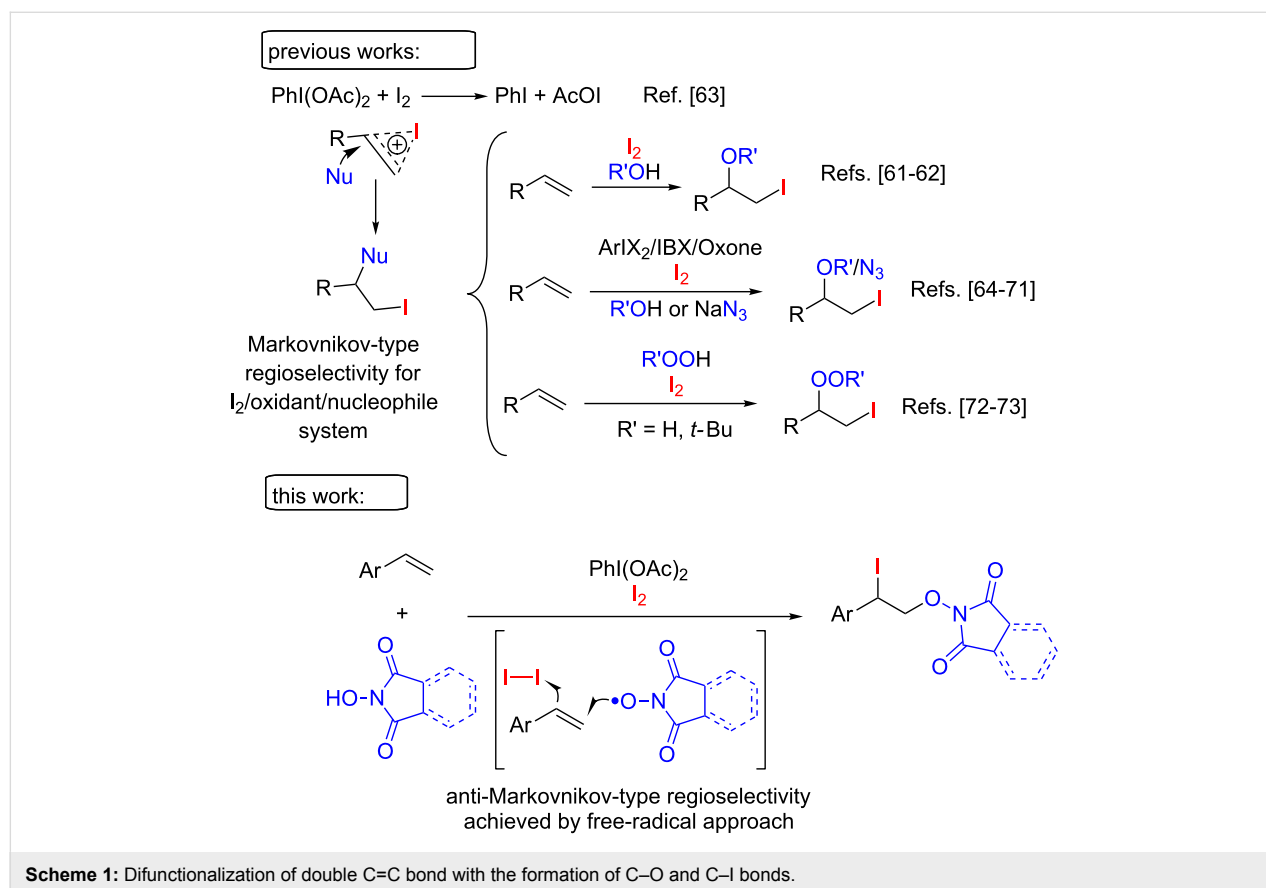 previous works:
PhI(OAc)₂ + I₂ → PhI + AcOI Ref. [63]
R I
⊕
Nu
Nu
R
I
Markovnikov-type
regioselectivity for
I₂/oxidant/nucleophile
system
I₂
R'OH
R
OR'
R I
Refs. [61-62]
ArIX₂/IBX/Oxone
I₂
R'OH or NaN₃
R
OR'/N₃
R I
Refs. [64-71]
R'OOH
I₂
R' = H, t-Bu
R
OOR'
R I
Refs. [72-73]
this work:
Ar
+
O
HO–N
O
PhI(OAc)₂
I₂
I–I
Ar
O
•O–N
O
I
Ar
O
N
O
O
anti-Markovnikov-type regioselectivity
achieved by free-radical approach
Scheme 1: Difunctionalization of double C=C bond with the formation of C–O and C–I bonds.